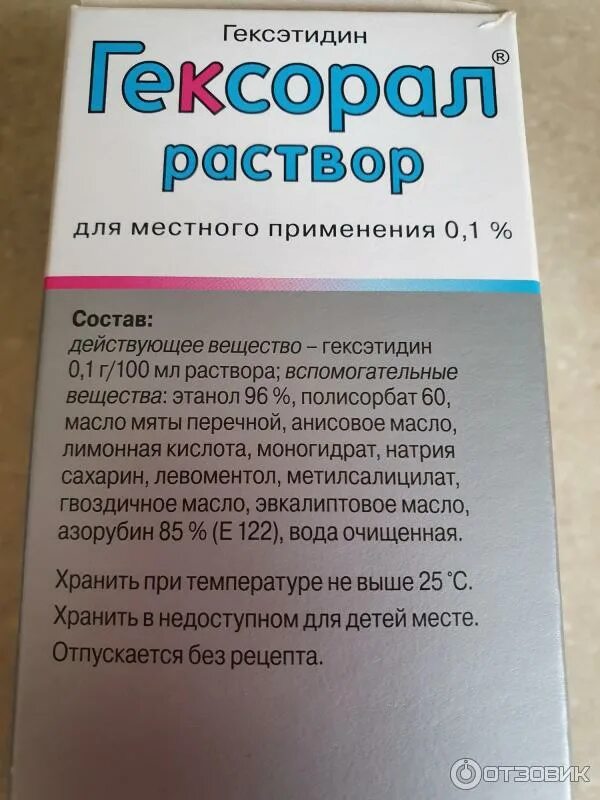 Гексэтидин
Гексорал®
раствор
для местного применения 0,1 %
Состав:
действующее вещество – гексэтидин
0,1 г/100 мл раствора; вспомогательные
вещества: этанол 96 %, полисорбат 60,
масло мяты перечной, анисовое масло,
лимонная кислота, моногидрат, натрия
сахарин, левоментол, метилсалицилат,
гвоздичное масло, эвкалиптовое масло,
азорубин 85 % (Е 122), вода очищенная.
Хранить при температуре не выше 25 °С.
Хранить в недоступном для детей месте.
Отпускается без рецепта.
ОТЗОВИК